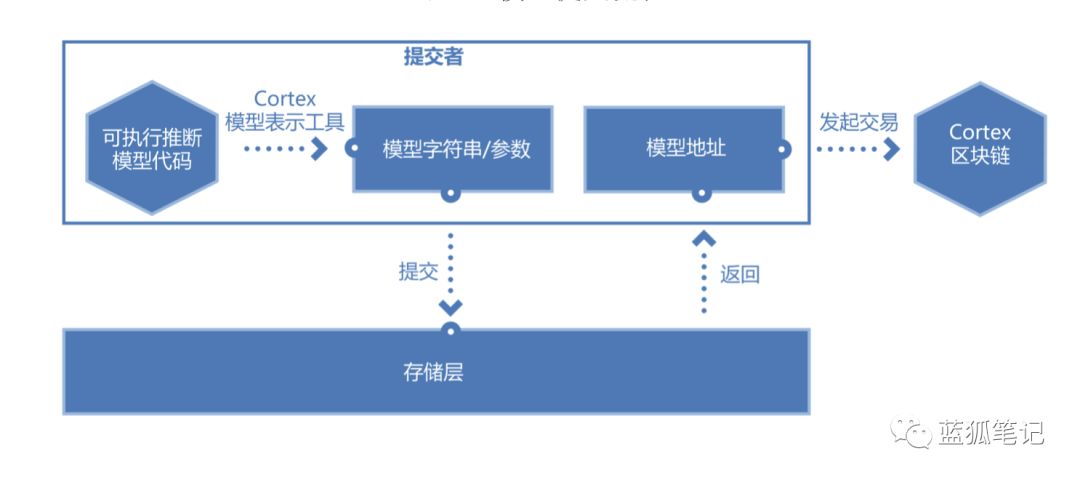 提交者
可执行推断
模型代码
Cortex
模型表示工具
模型字符串/参数
模型地址
发起交易
Cortex
区块链
提交
返回
存储层
蓝狐笔记